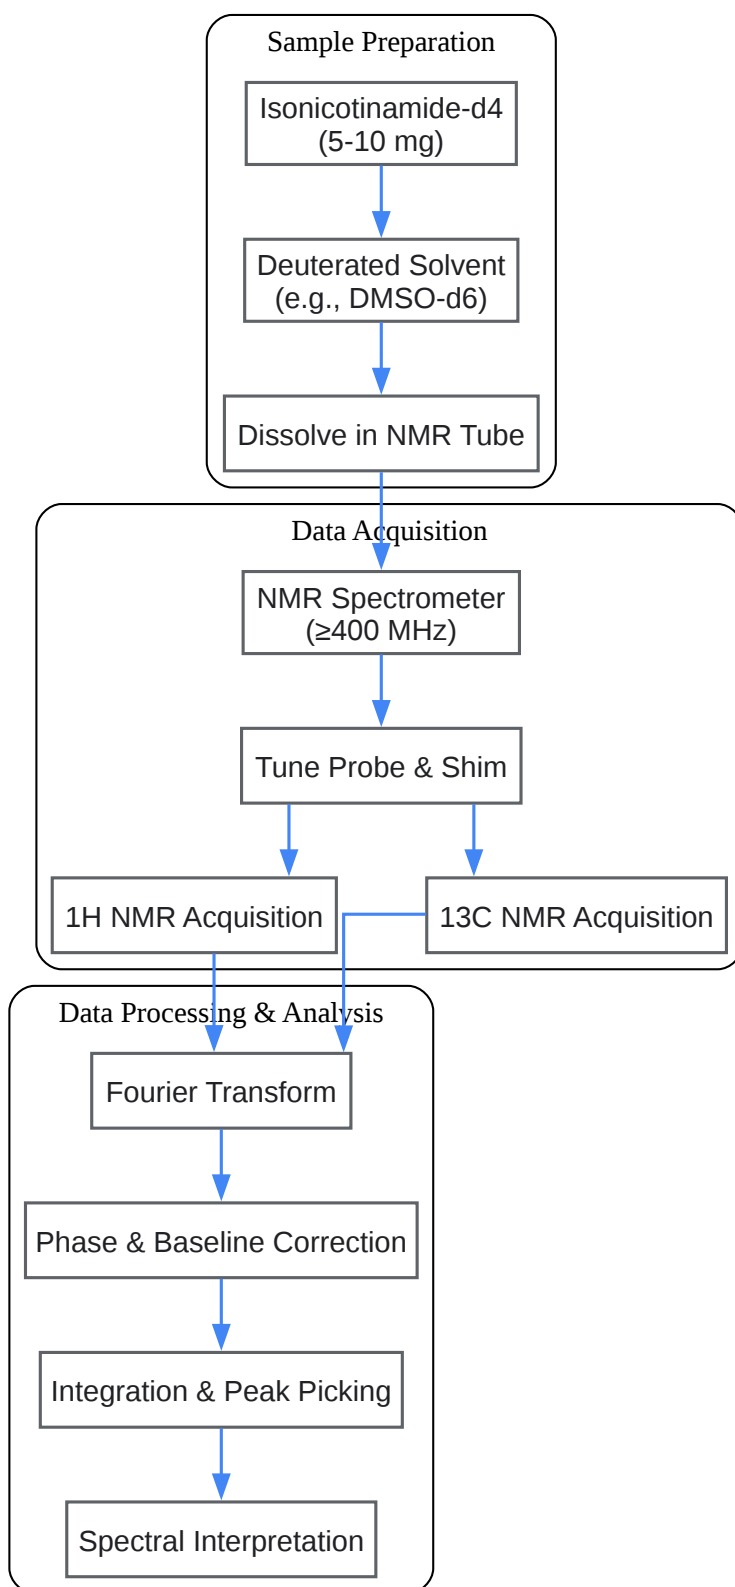 Sample Preparation
Isonicotinamide-d4
(5-10 mg)
Deuterated Solvent
(e.g., DMSO-d6)
Dissolve in NMR Tube
Data Acquisition
NMR Spectrometer
(≥400 MHz)
Tune Probe & Shim
1H NMR Acquisition
13C NMR Acquisition
Data Processing & Analysis
Fourier Transform
Phase & Baseline Correction
Integration & Peak Picking
Spectral Interpretation